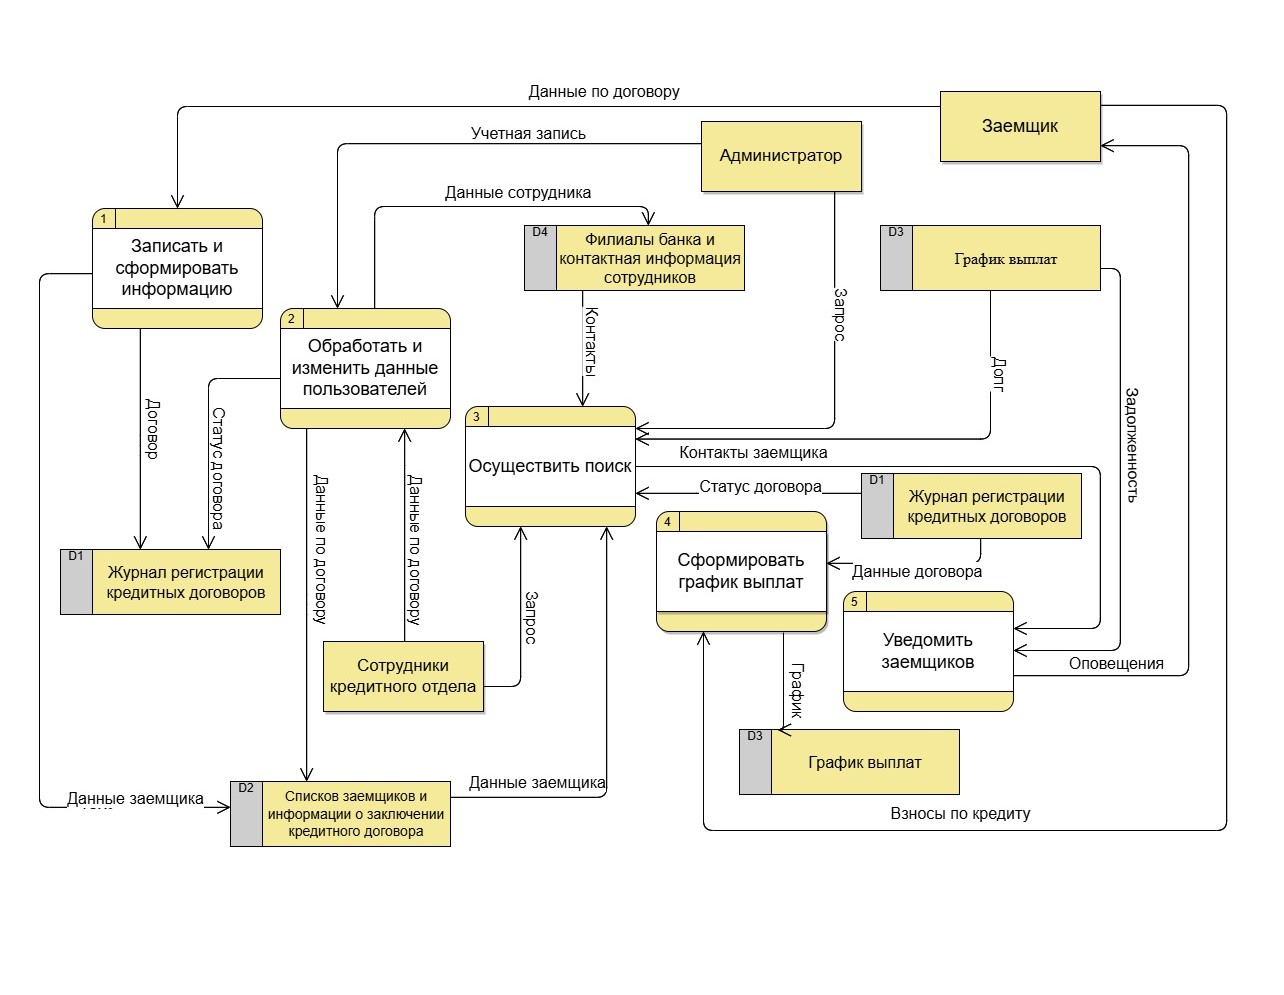 Данные по договору
Заемщик
Учетная запись
Администратор
Данные сотрудника
1
Записать и
сформировать
информацию
D4
Филиалы банка и
контактная информация
сотрудников
D3
График выплат
2
Обработать и
изменить данные
пользователей
Контакты
Запрос
Долг
Задолженность
Договор
Статус договора
3
Осуществить поиск
Контакты заемщика
Статус договора
D1
Журнал регистрации
кредитных договоров
4
Сформировать
график выплат
Данные договора
D1
Журнал регистрации
кредитных договоров
Данные по договору
Данные по договору
Запрос
5
Уведомить
заемщиков
Оповещения
Сотрудники
кредитного отдела
График
D3
График выплат
Данные заемщика
D2
Списков заемщиков и
информации о заключении
кредитного договора
Данные заемщика
Взносы по кредиту